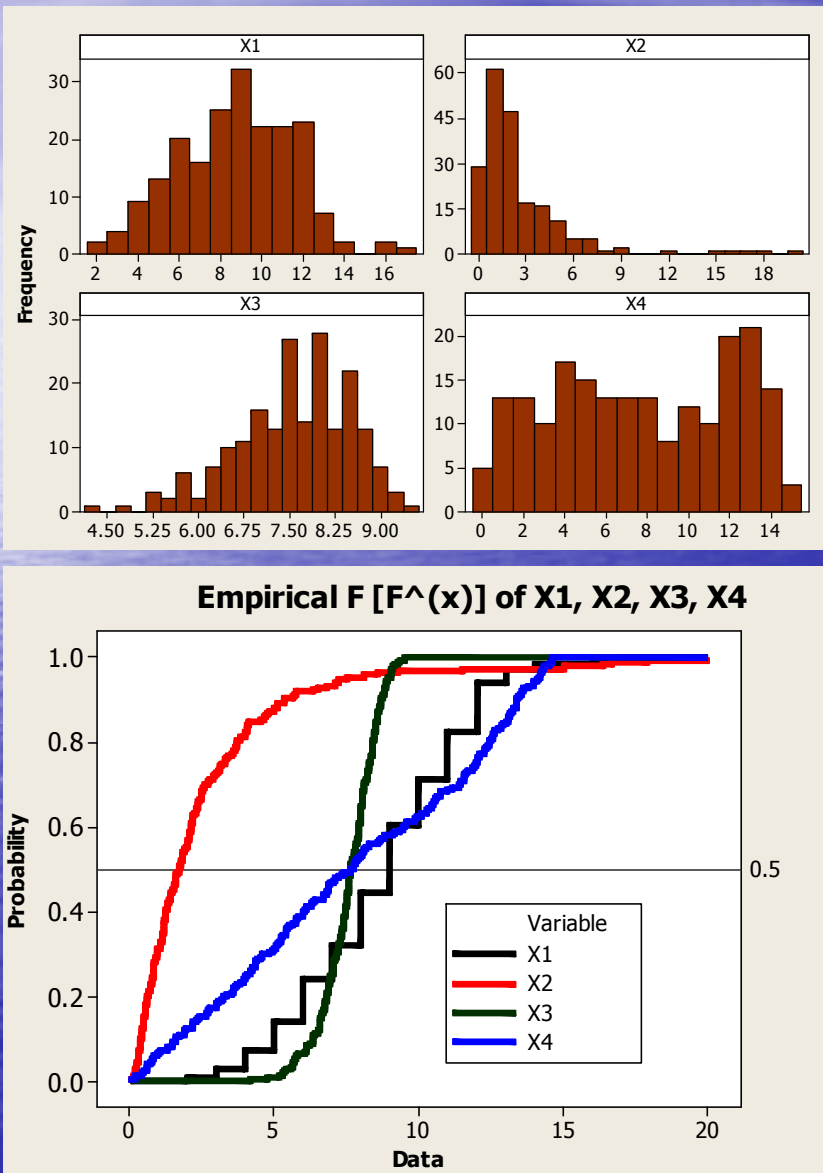 X1
X2
30
20
10
0
2 4 6 8 10 12 14 16
60
45
30
15
0
0 3 6 9 12 15 18
Frequency
X3
X4
30
20
10
0
4.50 5.25 6.00 6.75 7.50 8.25 9.00
20
15
10
5
0
0 2 4 6 8 10 12 14
Empirical F [F^(x)] of X1, X2, X3, X4
1.0
0.8
0.6
0.4
0.2
0.0
Probability
0.5
Variable
X1
X2
X3
X4
0 5 10 15 20
Data